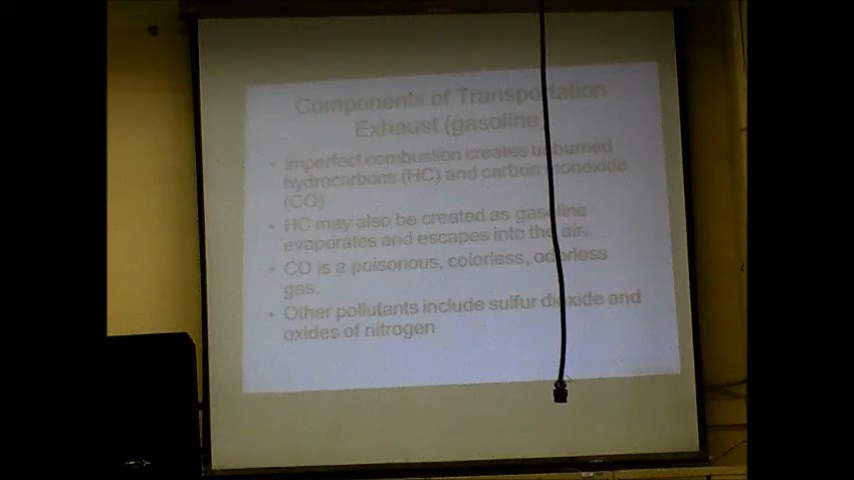 Components of Transportation
Exhaust (gasoline)
• Imperfect combustion creates unburned
hydrocarbons (HC) and carbon monoxide
(CO)
• HC may also be created as gasoline
evaporates and escapes into the air.
• CO is a poisonous, colorless, odorless
gas.
• Other pollutants include sulfur dioxide and
oxides of nitrogen